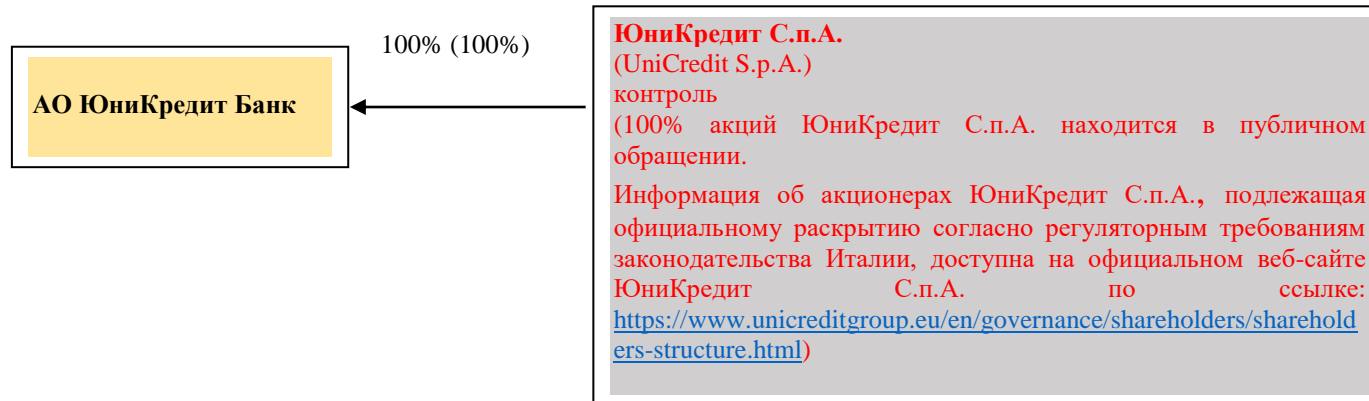 100% (100%)
АО ЮниКредит Банк
ЮниКредит С.п.А.
(UniCredit S.p.A.)
контроль
(100% акций ЮниКредит С.п.А. находится в публичном
обращении.
Информация об акционерах ЮниКредит С.п.А., подлежащая
официальному раскрытию согласно регуляторным требованиям
законодательства Италии, доступна на официальном веб-сайте
ЮниКредит С.п.А. по ссылке:
https://www.unicreditgroup.eu/en/governance/shareholders/sharehold
ers-structure.html)